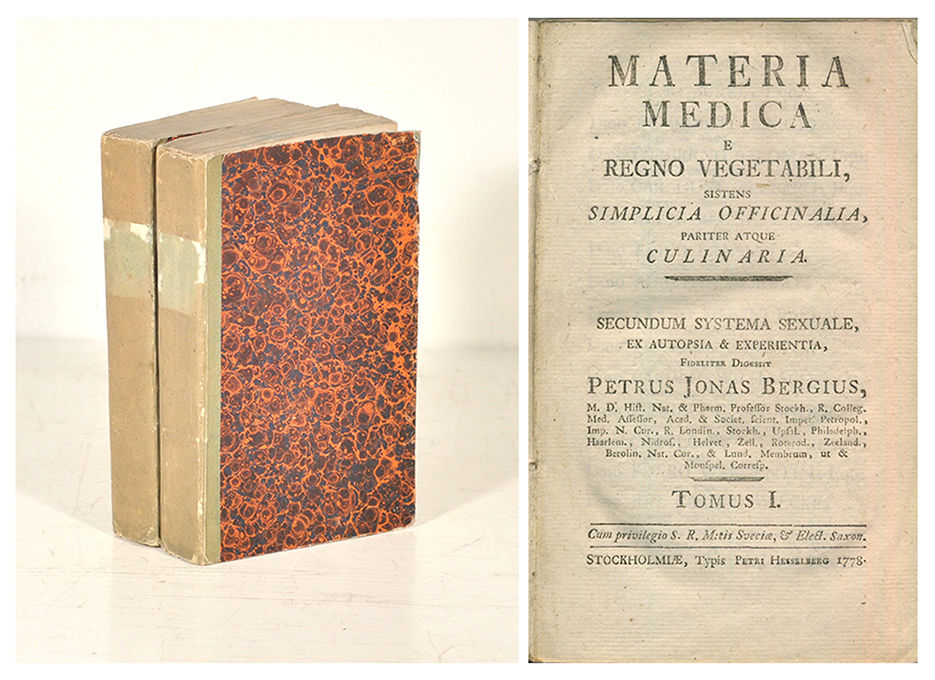 MATERIA
MEDICA
E
REGNO VEGETABILI,
SISTENS
SIMPLICIA OFFICINALIA,
PARITER ATQUE
CULINARIA.
SECUNDUM SYSTEMA SEXUALE,
EX AUTOPSIA & EXPERIENTIA,
FIDELITER DIGESSIT
PETRUS JONAS BERGIUS,
M. D. Hiſt. Nat. & Pharm. Profeſſor Stockh., R. Colleg.
Med. Aſſeſſor, Acad. & Societ. ſcient. Imper. Petropol.,
Imp. N. Cur., R. Londin., Stockh., Upſal., Philadelph.,
Haarlem., Nidroſ., Helvet., Zell., Roterod., Zeeland.,
Berolin. Nat. Cur., & Lund. Membrum, ut &
Monſpel. Correſp.
TOMUS I.
Cum privilegio S. R. M:tis Sveciæ, & Elect. Saxon.
STOCKHOLMIÆ, Typis PETRI HESSELBERG 1778.